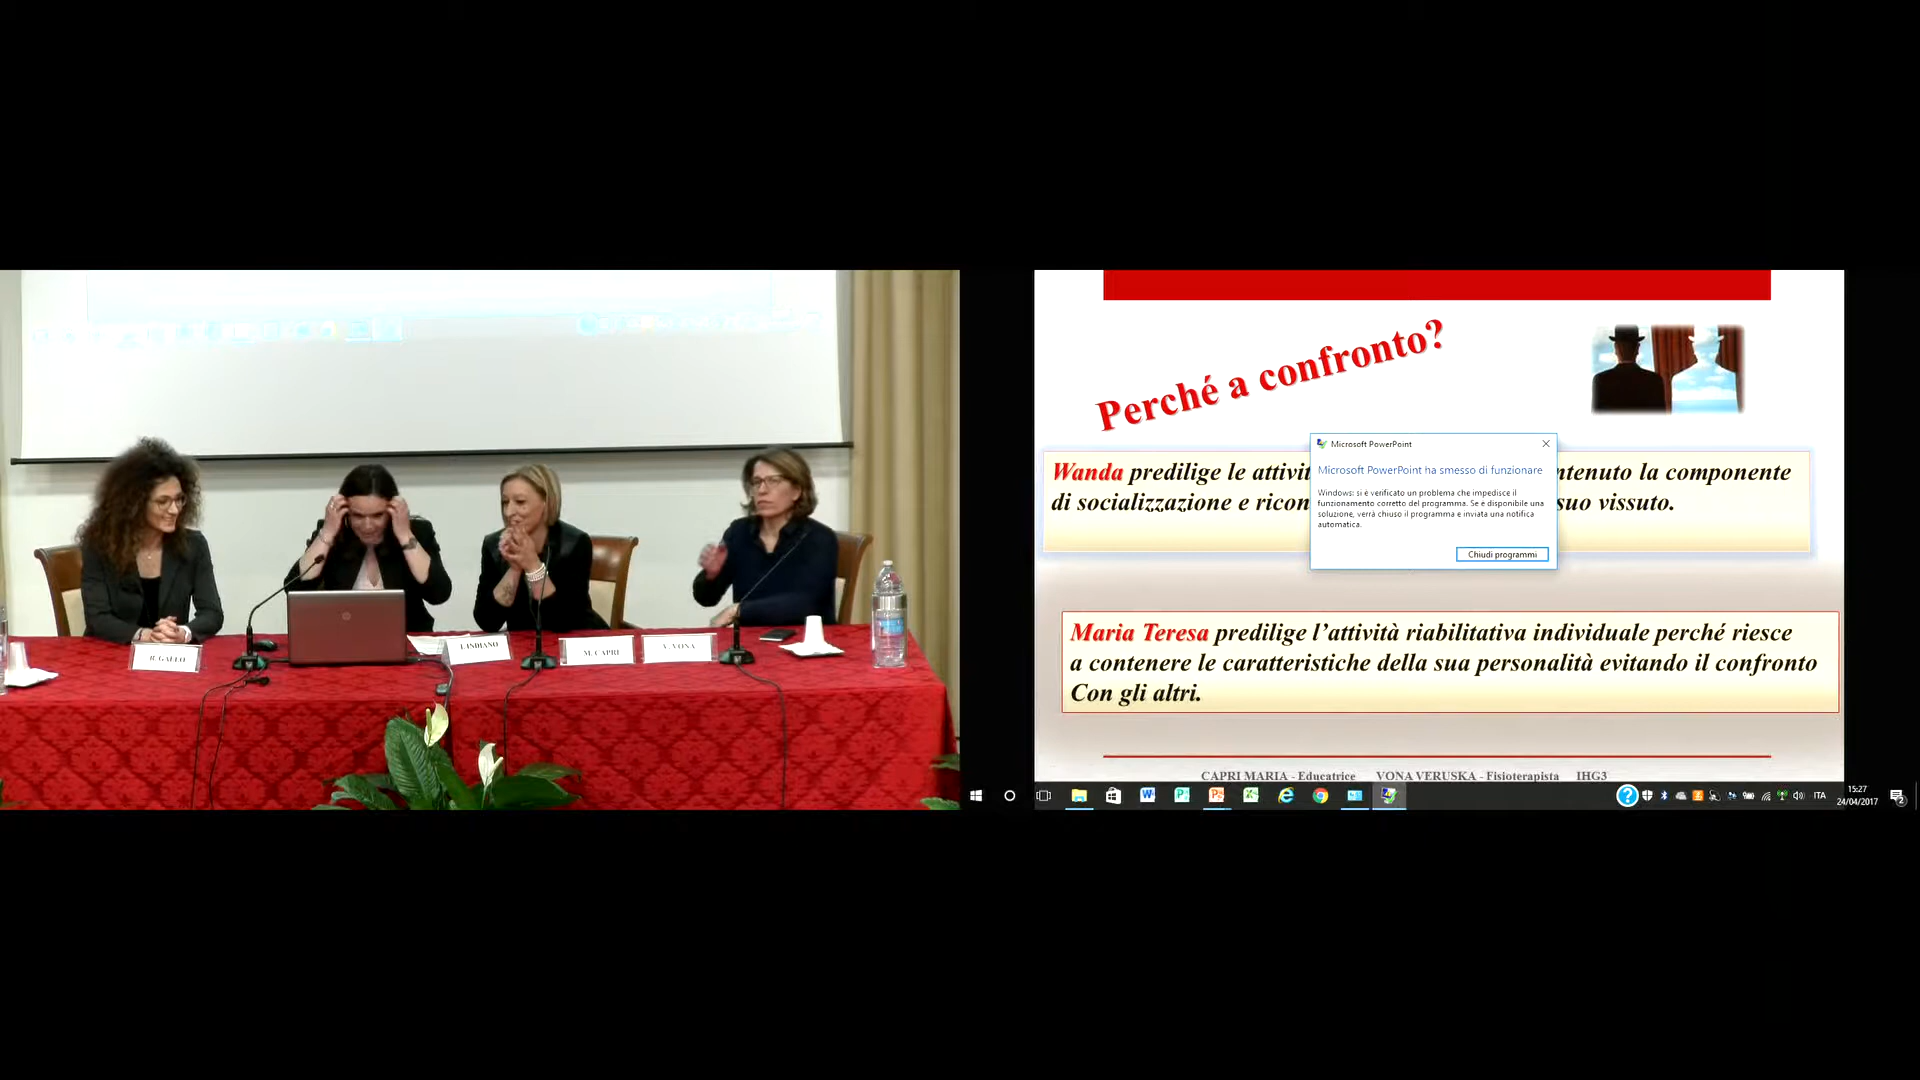 B. GALLO
I. INDIANO
M. CAPRI
V. VONA
Perché a confronto?
Wanda predilige le attivit
ntenuto la componente
di socializzazione e ricon
suo vissuto.
Microsoft PowerPoint
Microsoft PowerPoint ha smesso di funzionare
Windows: si è verificato un problema che impedisce il
funzionamento corretto del programma. Se è disponibile una
soluzione, verrà chiuso il programma e inviata una notifica
automatica.
Chiudi programmi
Maria Teresa predilige l’attività riabilitativa individuale perché riesce
a contenere le caratteristiche della sua personalità evitando il confronto
Con gli altri.
CAPRI MARIA - Educatrice VONA VERUSKA - Fisioterapista IHG3
ITA
15:27
24/04/2017
2